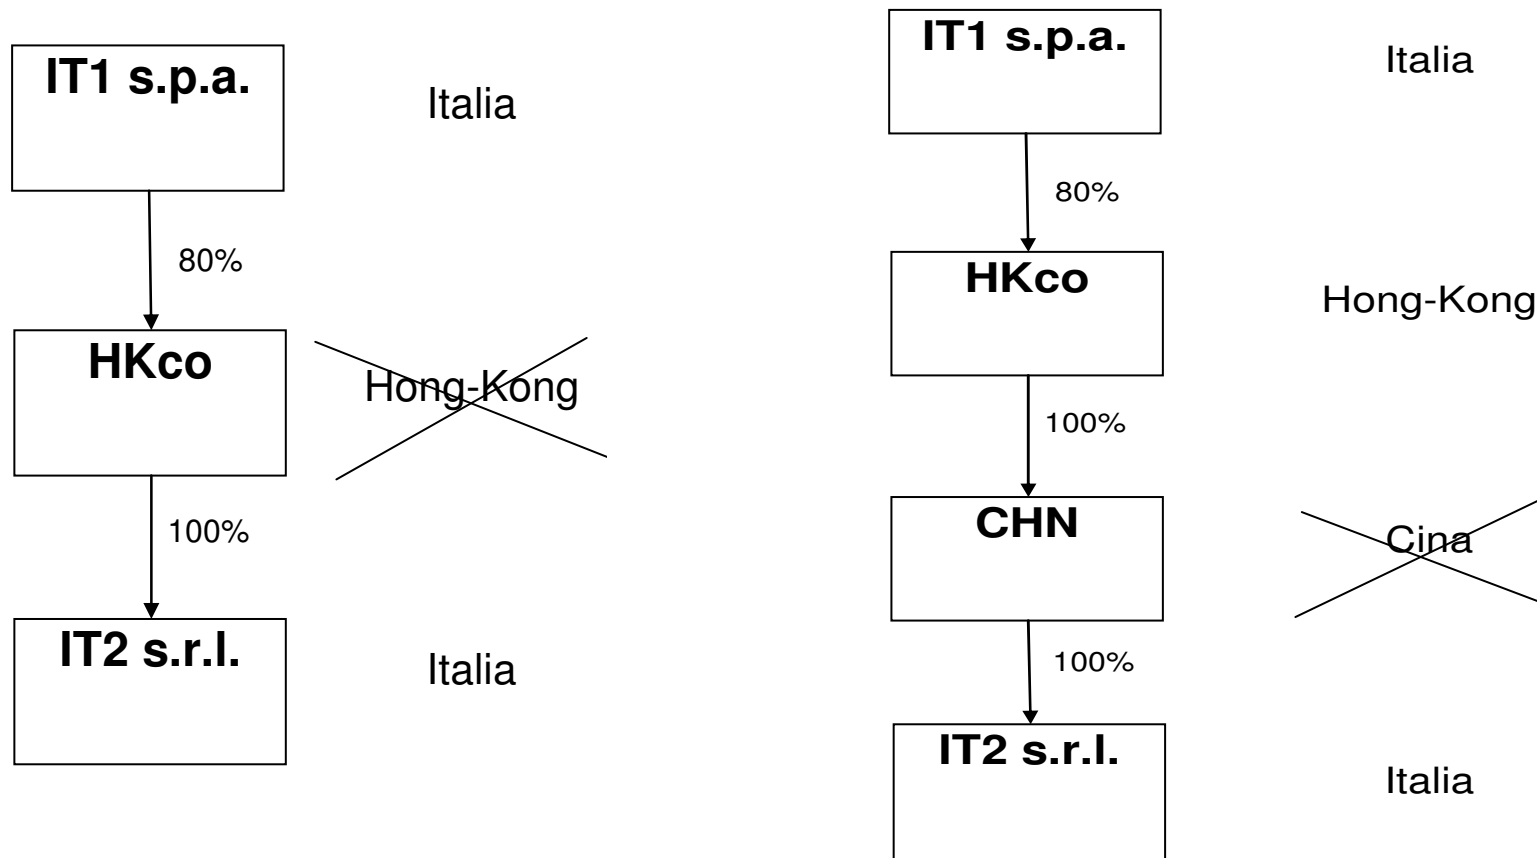 IT1 s.p.a.
Italia
80%
HKco
Hong-Kong
100%
IT2 s.r.l.
Italia
IT1 s.p.a.
Italia
80%
HKco
Hong-Kong
100%
CHN
Cina
100%
IT2 s.r.l.
Italia